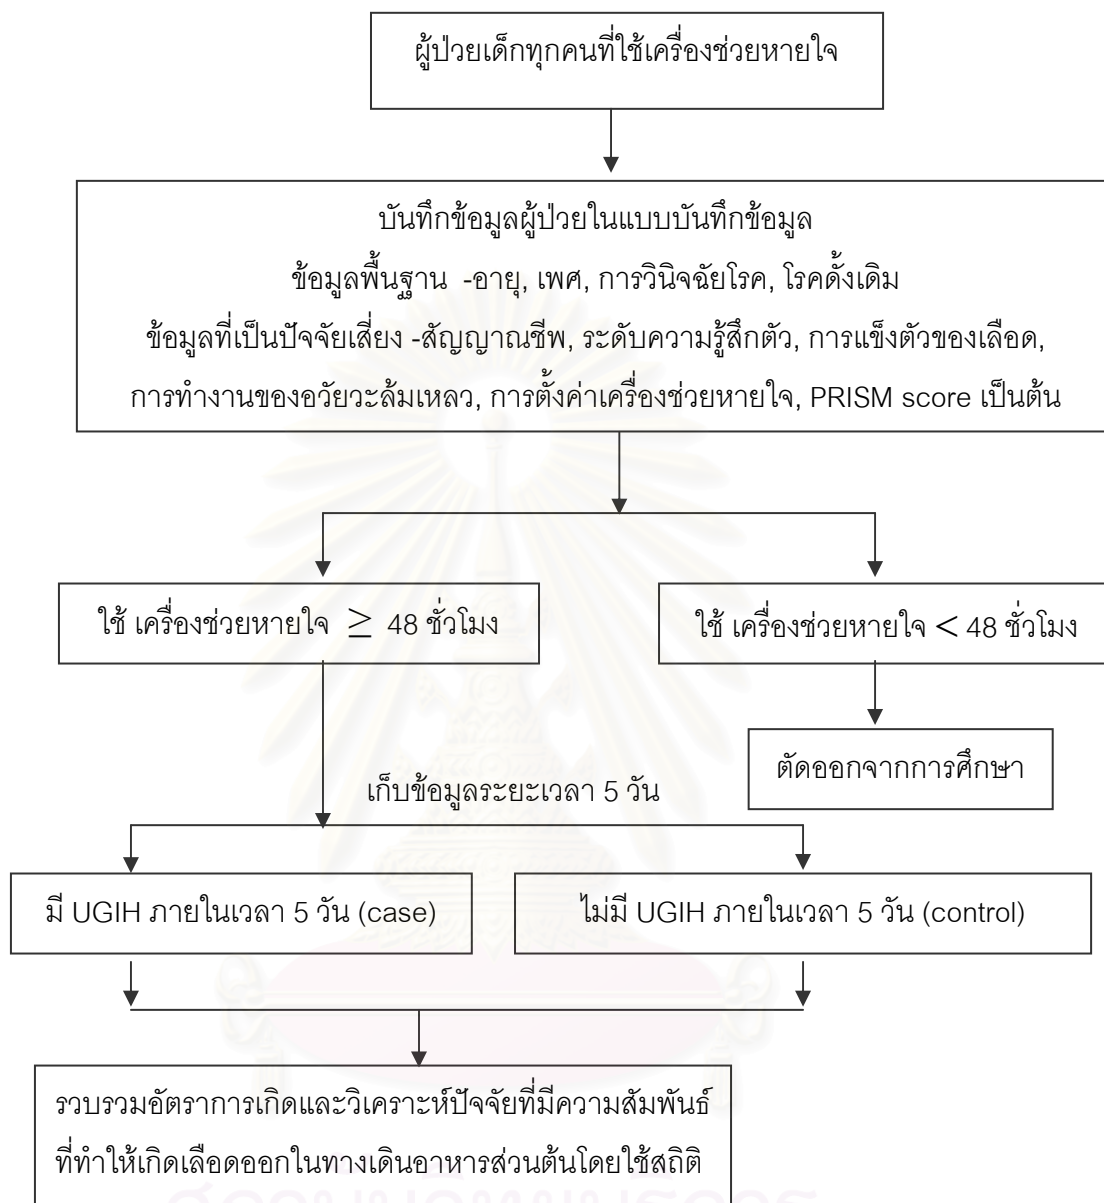 ผู้ป่วยเด็กทุกคนที่ใช้เครื่องช่วยหายใจ
บันทึกข้อมูลผู้ป่วยในแบบบันทึกข้อมูล
ข้อมูลพื้นฐาน -อายุ, เพศ, การวินิจฉัยโรค, โรคดั้งเดิม
ข้อมูลที่เป็นปัจจัยเสี่ยง -สัญญาณชีพ, ระดับความรู้สึกตัว, การแข็งตัวของเลือด,
การทำงานของอวัยวะล้มเหลว, การตั้งค่าเครื่องช่วยหายใจ, PRISM score เป็นต้น
ใช้ เครื่องช่วยหายใจ ≥ 48 ชั่วโมง
ใช้ เครื่องช่วยหายใจ < 48 ชั่วโมง
ตัดออกจากการศึกษา
เก็บข้อมูลระยะเวลา 5 วัน
มี UGIH ภายในเวลา 5 วัน (case)
ไม่มี UGIH ภายในเวลา 5 วัน (control)
รวบรวมอัตราการเกิดและวิเคราะห์ปัจจัยที่มีความสัมพันธ์
ที่ทำให้เกิดเลือดออกในทางเดินอาหารส่วนต้นโดยใช้สถิติ